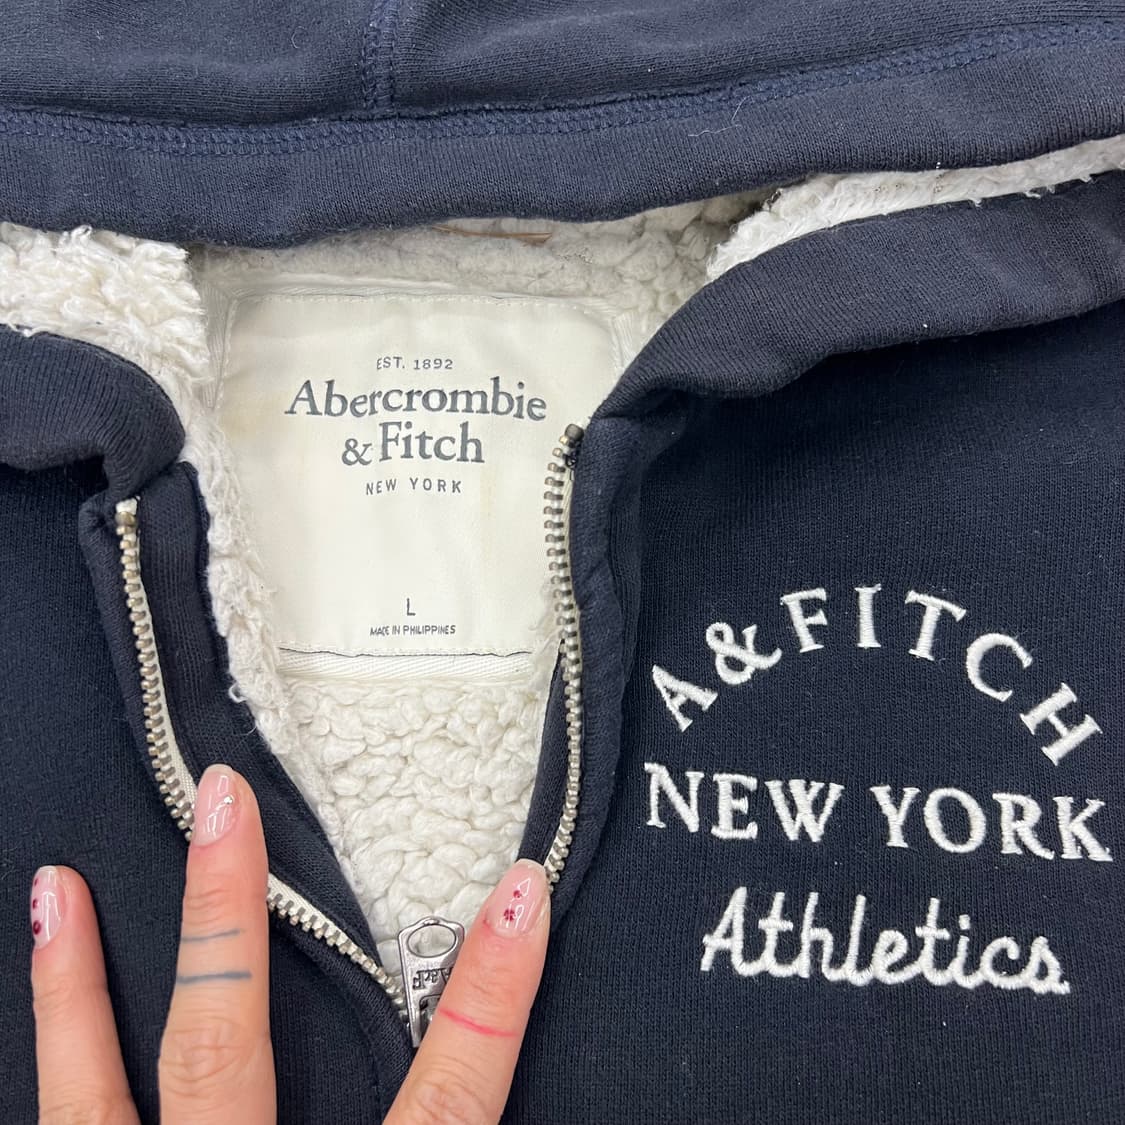 EST. 1892
Abercrombie
& Fitch
NEW YORK
L
MADE IN PHILIPPINES
A & FITCH
NEW YORK
Athletics
A&F